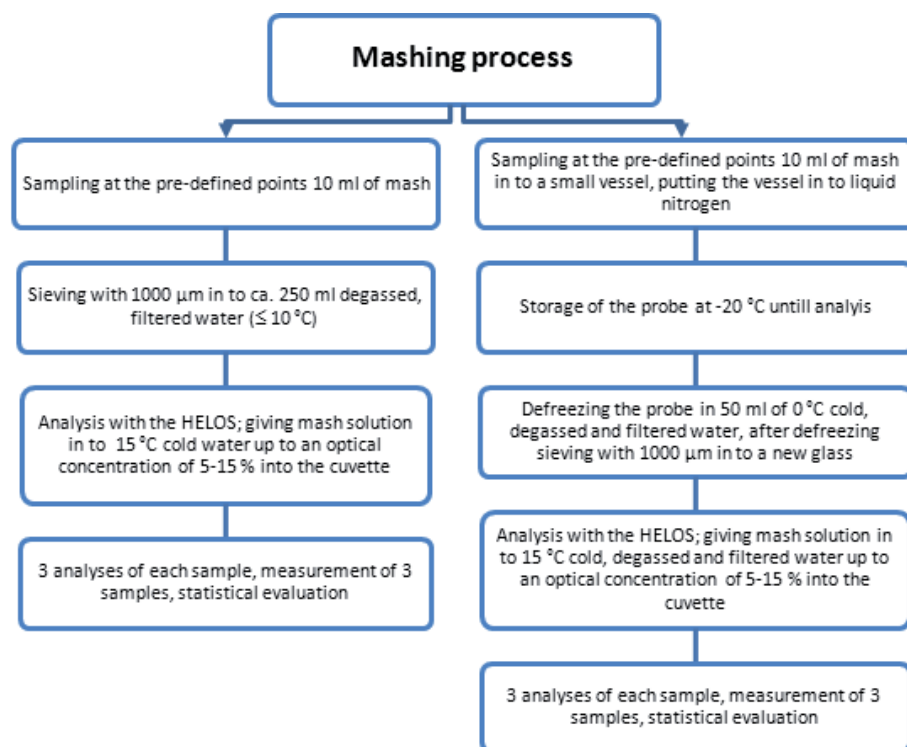 Mashing process
Sampling at the pre-defined points 10 ml of mash
Sieving with 1000 µm in to ca. 250 ml degassed,
filtered water (≤ 10 °C)
Analysis with the HELOS; giving mash solution
in to 15 °C cold water up to an optical
concentration of 5-15 % into the cuvette
3 analyses of each sample, measurement of 3
samples, statistical evaluation
Sampling at the pre-defined points 10 ml of mash
in to a small vessel, putting the vessel in to liquid
nitrogen
Storage of the probe at -20 °C untill analyis
Defreezing the probe in 50 ml of 0 °C cold,
degassed and filtered water, after defreezing
sieving with 1000 µm in to a new glass
Analysis with the HELOS; giving mash solution in
to 15 °C cold, degassed and filtered water up to
an optical concentration of 5-15 % into the
cuvette
3 analyses of each sample, measurement of 3
samples, statistical evaluation